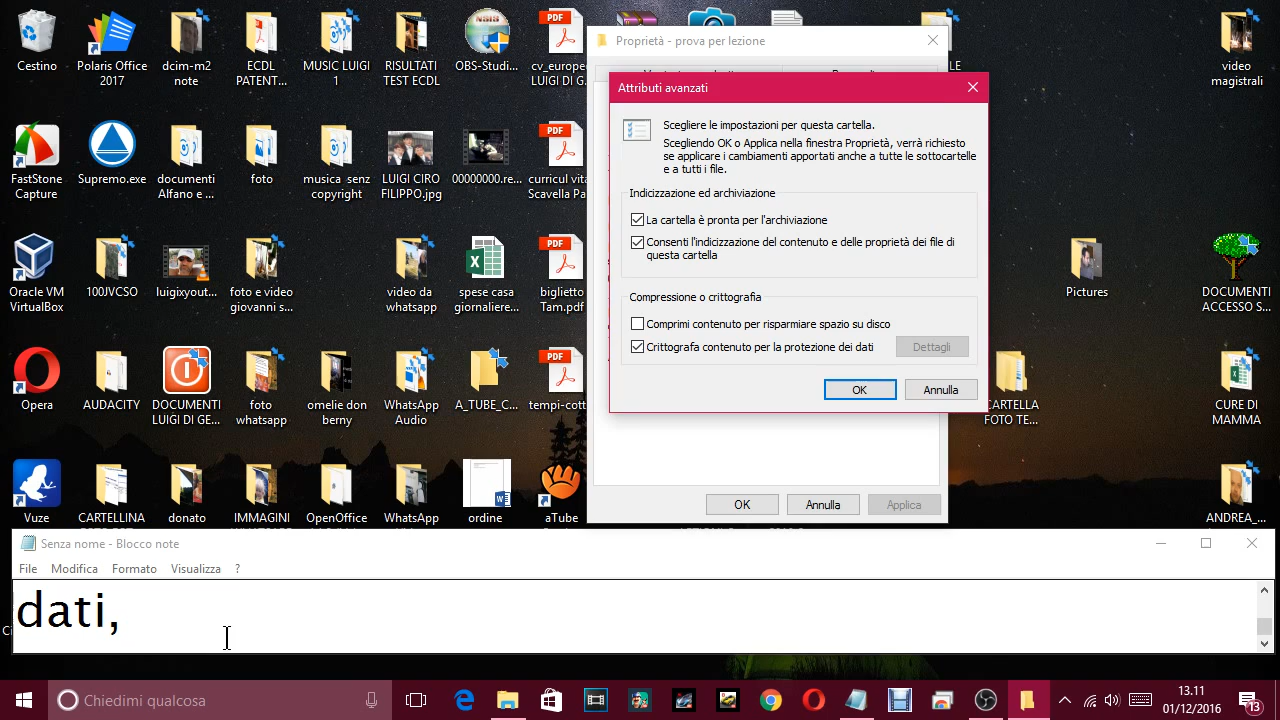 Cestino
Polaris Office
2017
dcim-m2
note
ECDL
PATENT...
MUSIC LUIGI
1
RISULTATI
TEST ECDL
NSIS
OBS-Studi...
PDF
cv_europe
LUIGI DI G
Proprietà - prova per lezione
video
magistrali
Attributi avanzati
Scegliere le impostazioni per questa cartella.
Scegliendo OK o Applica nella finestra Proprietà, verrà richiesto
se applicare i cambiamenti apportati anche a tutte le sottocartelle
e a tutti i file.
Indicizzazione ed archiviazione
La cartella è pronta per l'archiviazione
Consenti l'indicizzazione del contenuto e delle proprietà dei file di
questa cartella
Compressione o crittografia
Comprimi contenuto per risparmiare spazio su disco
Crittografa contenuto per la protezione dei dati
Dettagli
OK
Annulla
OK
Annulla
Applica
FastStone
Capture
Supremo.exe
documenti
Alfano e ...
foto
musica senz
copyright
LUIGI CIRO
FILIPPO.jpg
00000000.re...
PDF
curricul vita
Scavella Pa
Oracle VM
VirtualBox
100JVCSO
luigixyout...
foto e video
giovanni s...
video da
whatsapp
spese casa
giornaliere...
PDF
biglietto
Tam.pdf
Pictures
DOCUMENTI
ACCESSO S...
Opera
AUDACITY
DOCUMENTI
LUIGI DI GE...
foto
whatsapp
omelie don
berny
WhatsApp
Audio
A_TUBE_C...
PDF
tempi-cott
CARTELLA
FOTO TE...
CURE DI
MAMMA
Vuze
CARTELLINA
donato
IMMAGINI
OpenOffice
WhatsApp
ordine
aTube
ANDREA_...
Senza nome - Blocco note
File Modifica Formato Visualizza ?
dati,
Chiedimi qualcosa
13.11
01/12/2016
13